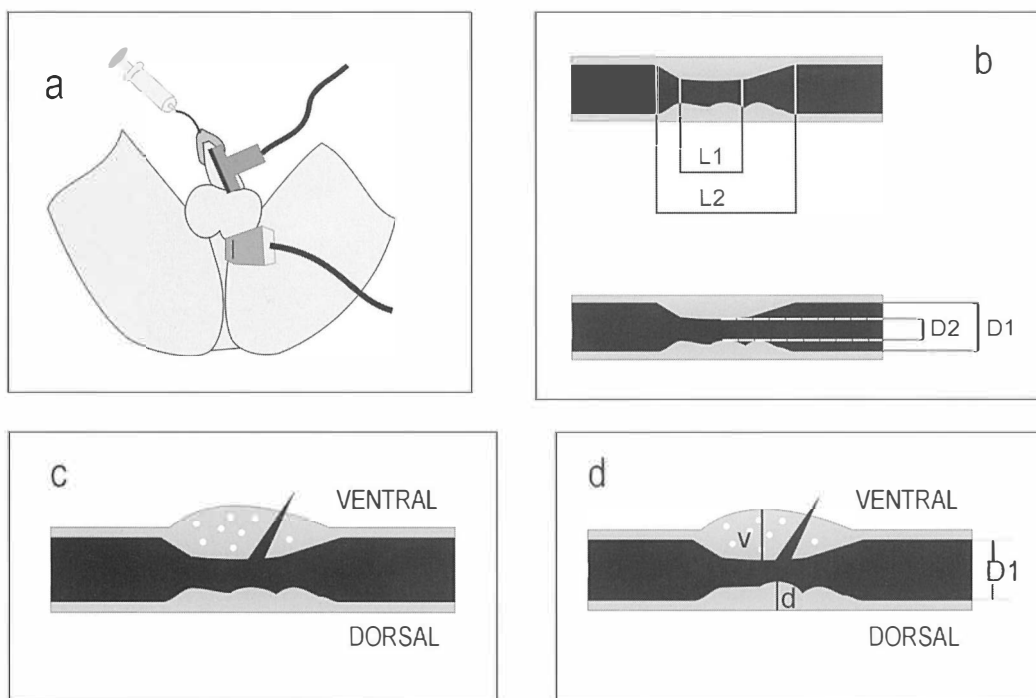 a
b
L1
L2
D2 D1
c
VENTRAL
DORSAL
d
VENTRAL
v
D1
d
DORSAL